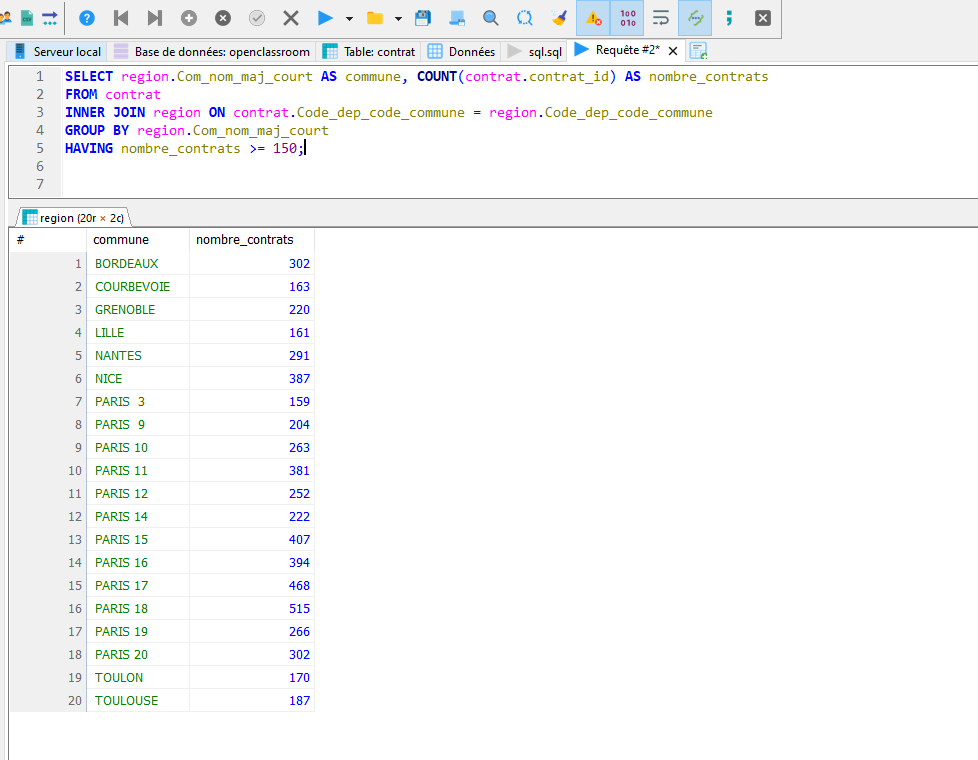 CSV
100
010
Serveur local Base de données: openclassroom Table: contrat Données sql.sql Requête #2*
1 SELECT region.Com_nom_maj_court AS commune, COUNT(contrat.contrat_id) AS nombre_contrats
2 FROM contrat
3 INNER JOIN region ON contrat.Code_dep_code_commune = region.Code_dep_code_commune
4 GROUP BY region.Com_nom_maj_court
5 HAVING nombre_contrats >= 150;
6
7
region (20r × 2c)
# commune nombre_contrats
1 BORDEAUX 302
2 COURBEVOIE 163
3 GRENOBLE 220
4 LILLE 161
5 NANTES 291
6 NICE 387
7 PARIS  3 159
8 PARIS  9 204
9 PARIS 10 263
10 PARIS 11 381
11 PARIS 12 252
12 PARIS 14 222
13 PARIS 15 407
14 PARIS 16 394
15 PARIS 17 468
16 PARIS 18 515
17 PARIS 19 266
18 PARIS 20 302
19 TOULON 170
20 TOULOUSE 187